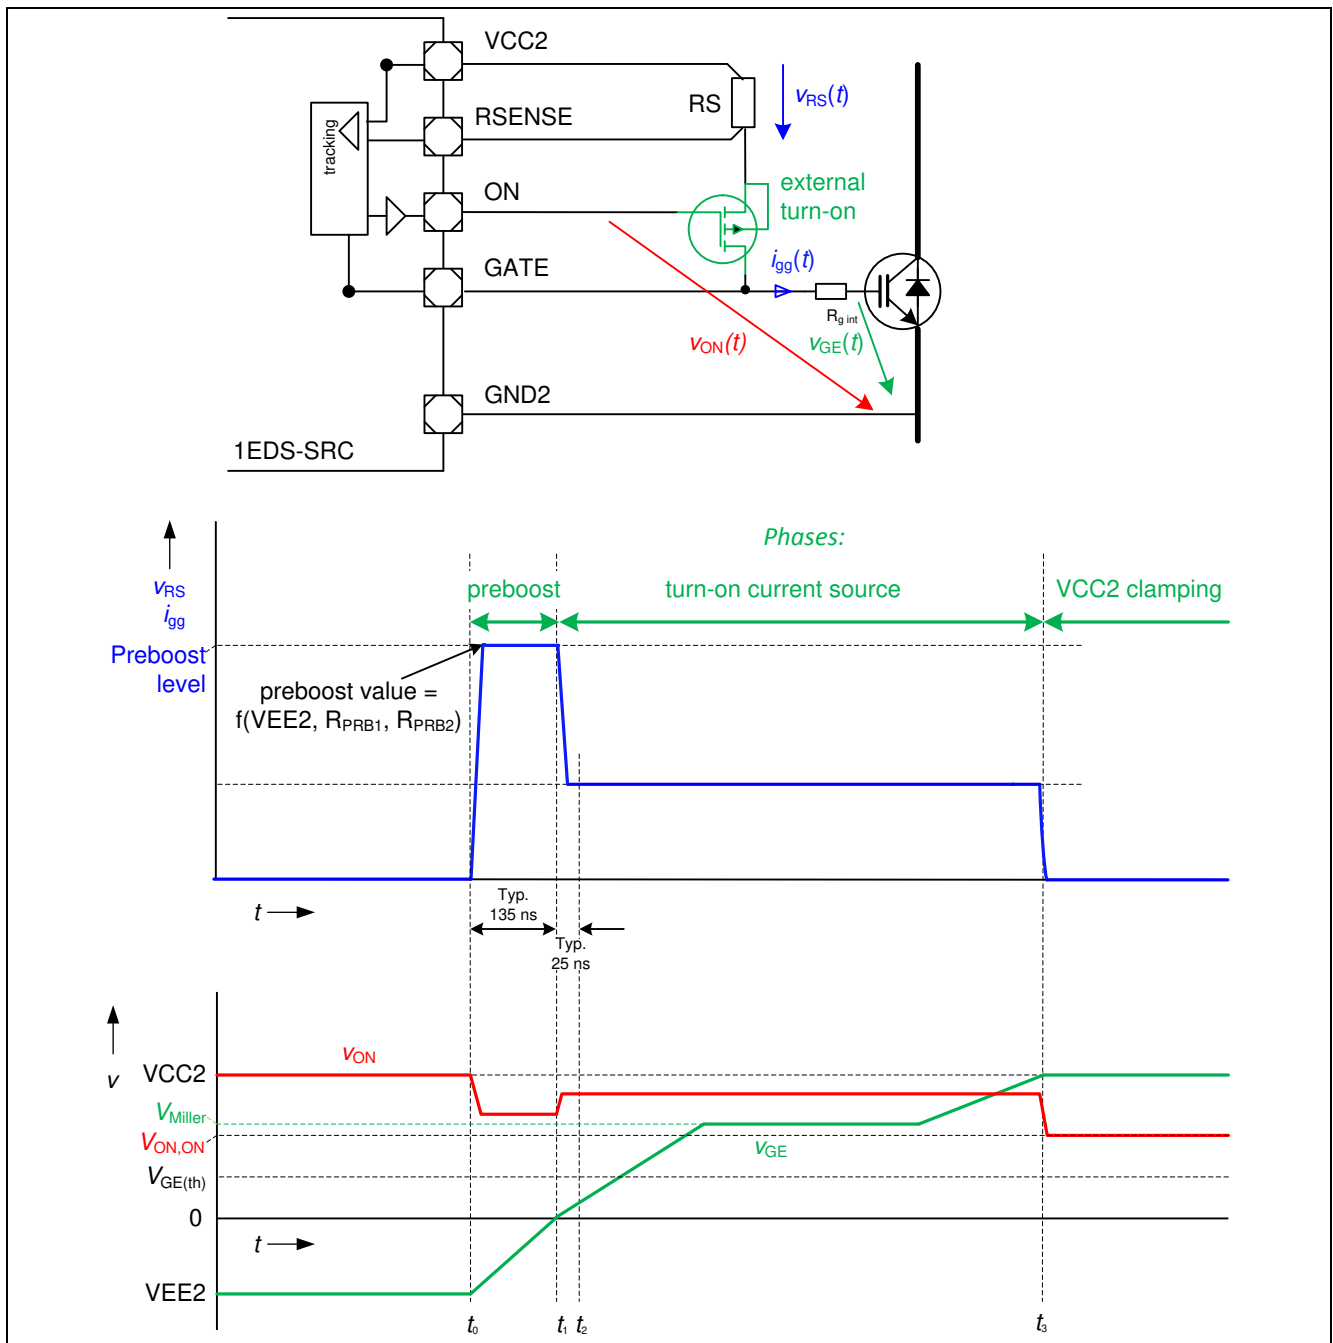 VCC2
RS
vRS(t)
RSENSE
tracking
ON
external
turn-on
GATE
igg(t)
Rg int
vON(t)
vGE(t)
GND2
1EDS-SRC
Phases:
vRS
igg
preboost
turn-on current source
VCC2 clamping
Preboost
level
preboost value =
f(VEE2, RPRB1, RPRB2)
Typ.
135 ns
t
Typ.
25 ns
v
vON
VCC2
VMiller
VON,ON
vGE
VGE(th)
0
t
VEE2
t0
t1
t2
t3